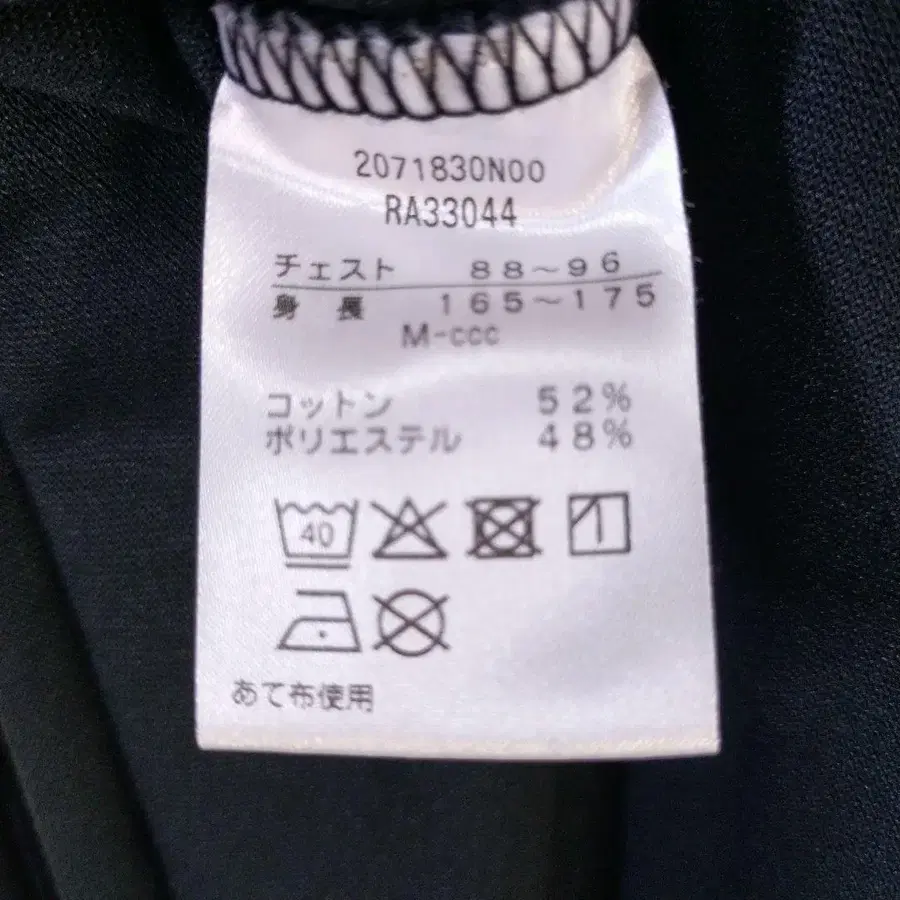 2071830N00
RA33044
チェスト 88～96
身長 165～175
M-ccc
コットン 52%
ポリエステル 48%
40
あて布使用